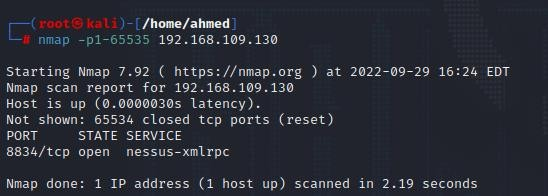 ┌──(root㉿kali)-[/home/ahmed]
└─# nmap -p1-65535 192.168.109.130
Starting Nmap 7.92 ( https://nmap.org ) at 2022-09-29 16:24 EDT
Nmap scan report for 192.168.109.130
Host is up (0.0000030s latency).
Not shown: 65534 closed tcp ports (reset)
PORT     STATE SERVICE
8834/tcp open  nessus-xmlrpc
Nmap done: 1 IP address (1 host up) scanned in 2.19 seconds